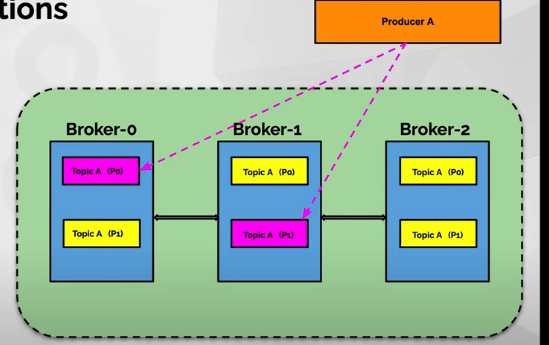 tions
Producer A
Broker-0
Broker-1
Broker-2
Topic A (P0)
Topic A (P0)
Topic A (P0)
Topic A (P1)
Topic A (P1)
Topic A (P1)